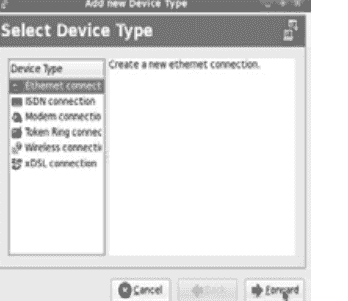 Add new Device Type
Select Device Type
Device Type
Ethernet connect
ISDN connection
Modem connectio
Token Ring connec
Wireless connecti
xDSL connection
Create a new ethernet connection.
Cancel
Back
Forward